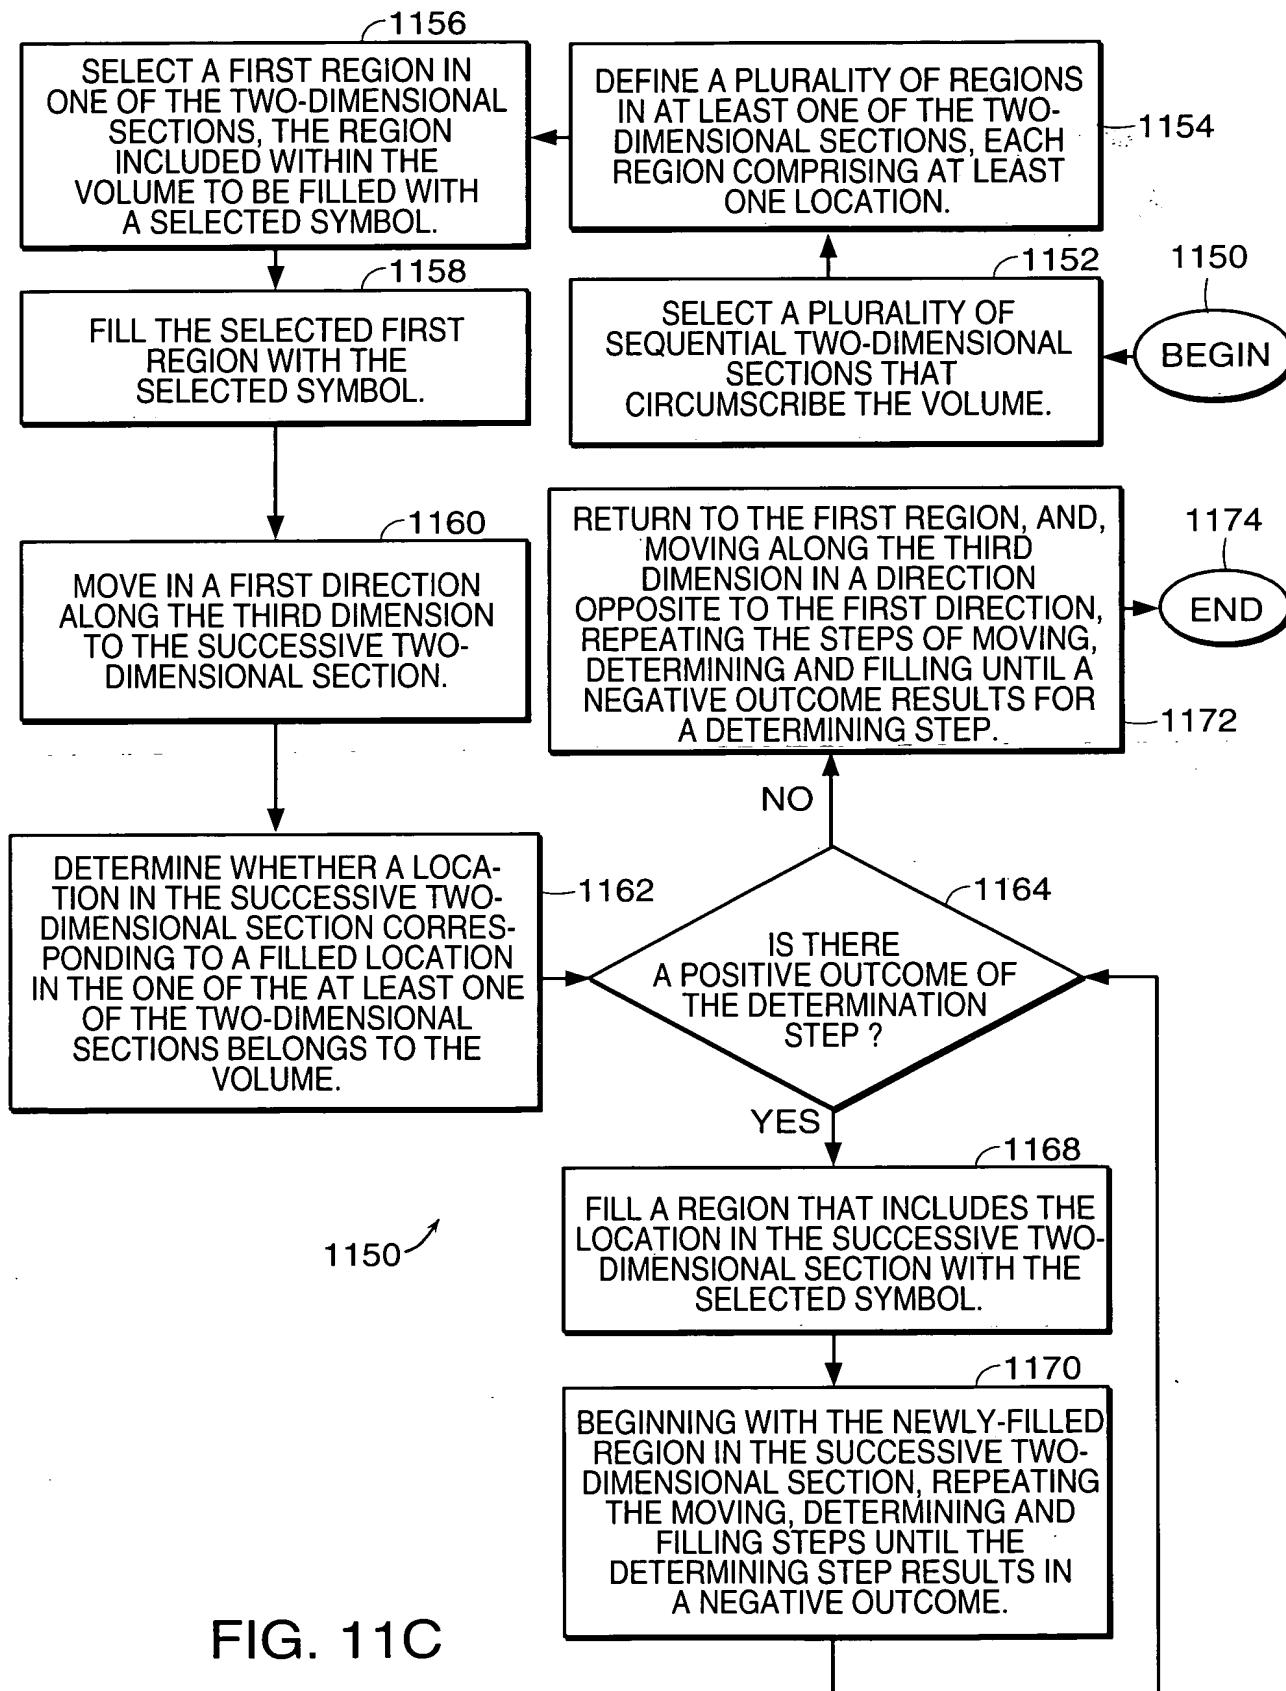 1156
SELECT A FIRST REGION IN
ONE OF THE TWO-DIMENSIONAL
SECTIONS, THE REGION
INCLUDED WITHIN THE
VOLUME TO BE FILLED WITH
A SELECTED SYMBOL.
DEFINE A PLURALITY OF REGIONS
IN AT LEAST ONE OF THE TWO-
DIMENSIONAL SECTIONS, EACH
REGION COMPRISING AT LEAST
ONE LOCATION.
1154
1158
FILL THE SELECTED FIRST
REGION WITH THE
SELECTED SYMBOL.
1152
SELECT A PLURALITY OF
SEQUENTIAL TWO-DIMENSIONAL
SECTIONS THAT
CIRCUMSCRIBE THE VOLUME.
1150
BEGIN
1160
MOVE IN A FIRST DIRECTION
ALONG THE THIRD DIMENSION
TO THE SUCCESSIVE TWO-
DIMENSIONAL SECTION.
RETURN TO THE FIRST REGION, AND,
MOVING ALONG THE THIRD
DIMENSION IN A DIRECTION
OPPOSITE TO THE FIRST DIRECTION,
REPEATING THE STEPS OF MOVING,
DETERMINING AND FILLING UNTIL A
NEGATIVE OUTCOME RESULTS FOR
A DETERMINING STEP.
1172
1174
END
NO
DETERMINE WHETHER A LOCA-
TION IN THE SUCCESSIVE TWO-
DIMENSIONAL SECTION CORRES-
PONDING TO A FILLED LOCATION
IN THE ONE OF THE AT LEAST ONE
OF THE TWO-DIMENSIONAL
SECTIONS BELONGS TO THE
VOLUME.
1162
1164
IS THERE
A POSITIVE OUTCOME OF
THE DETERMINATION
STEP ?
YES
1168
FILL A REGION THAT INCLUDES THE
LOCATION IN THE SUCCESSIVE TWO-
DIMENSIONAL SECTION WITH THE
SELECTED SYMBOL.
1150
1170
BEGINNING WITH THE NEWLY-FILLED
REGION IN THE SUCCESSIVE TWO-
DIMENSIONAL SECTION, REPEATING
THE MOVING, DETERMINING AND
FILLING STEPS UNTIL THE
DETERMINING STEP RESULTS IN
A NEGATIVE OUTCOME.
FIG. 11C